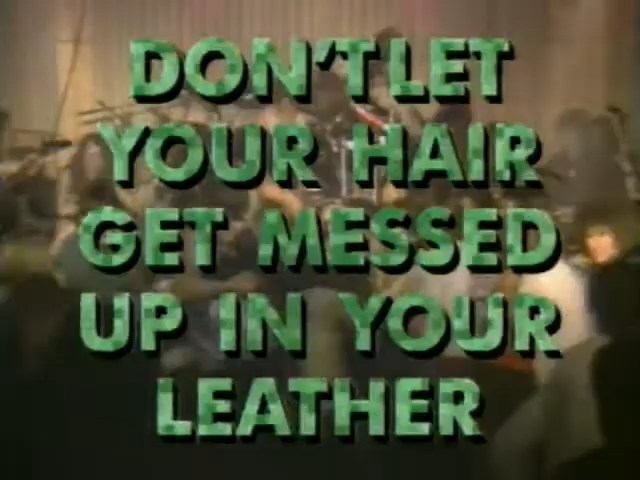 DON'T LET
YOUR HAIR
GET MESSED
UP IN YOUR
LEATHER